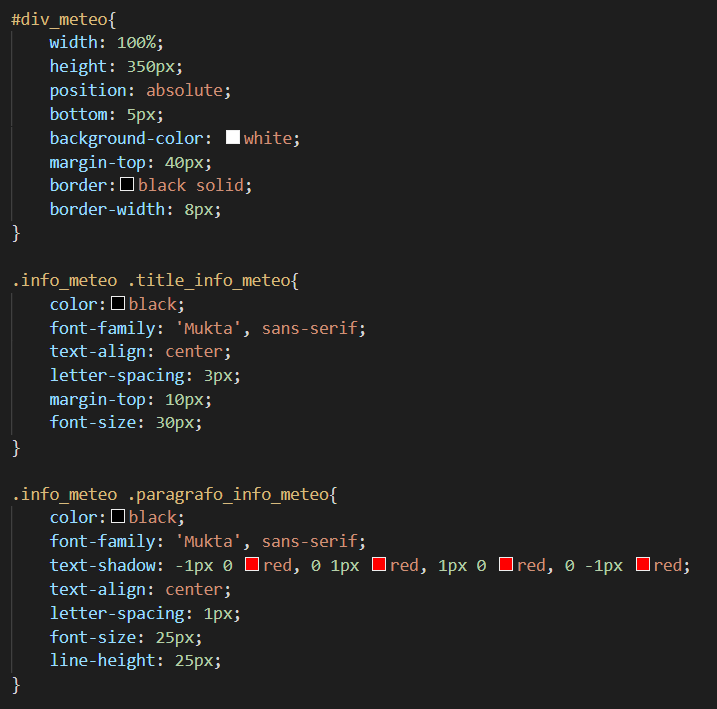 #div_meteo{
    width: 100%;
    height: 350px;
    position: absolute;
    bottom: 5px;
    background-color: white;
    margin-top: 40px;
    border:black solid;
    border-width: 8px;
}

.info_meteo .title_info_meteo{
    color:black;
    font-family: 'Mukta', sans-serif;
    text-align: center;
    letter-spacing: 3px;
    margin-top: 10px;
    font-size: 30px;
}

.info_meteo .paragrafo_info_meteo{
    color:black;
    font-family: 'Mukta', sans-serif;
    text-shadow: -1px 0 red, 0 1px red, 1px 0 red, 0 -1px red;
    text-align: center;
    letter-spacing: 1px;
    font-size: 25px;
    line-height: 25px;
}